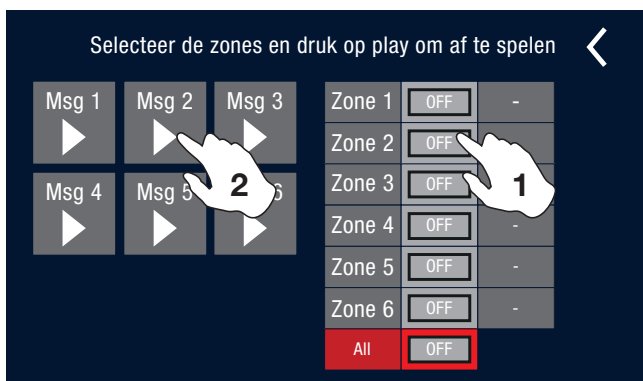 Selecteer de zones en druk op play om af te spelen
Msg 1 Msg 2 Msg 3
Msg 4 Msg 5 6
Zone 1 OFF -
Zone 2 OFF
Zone 3 OFF
Zone 4 OFF -
Zone 5 OFF -
Zone 6 OFF -
All OFF
2
1